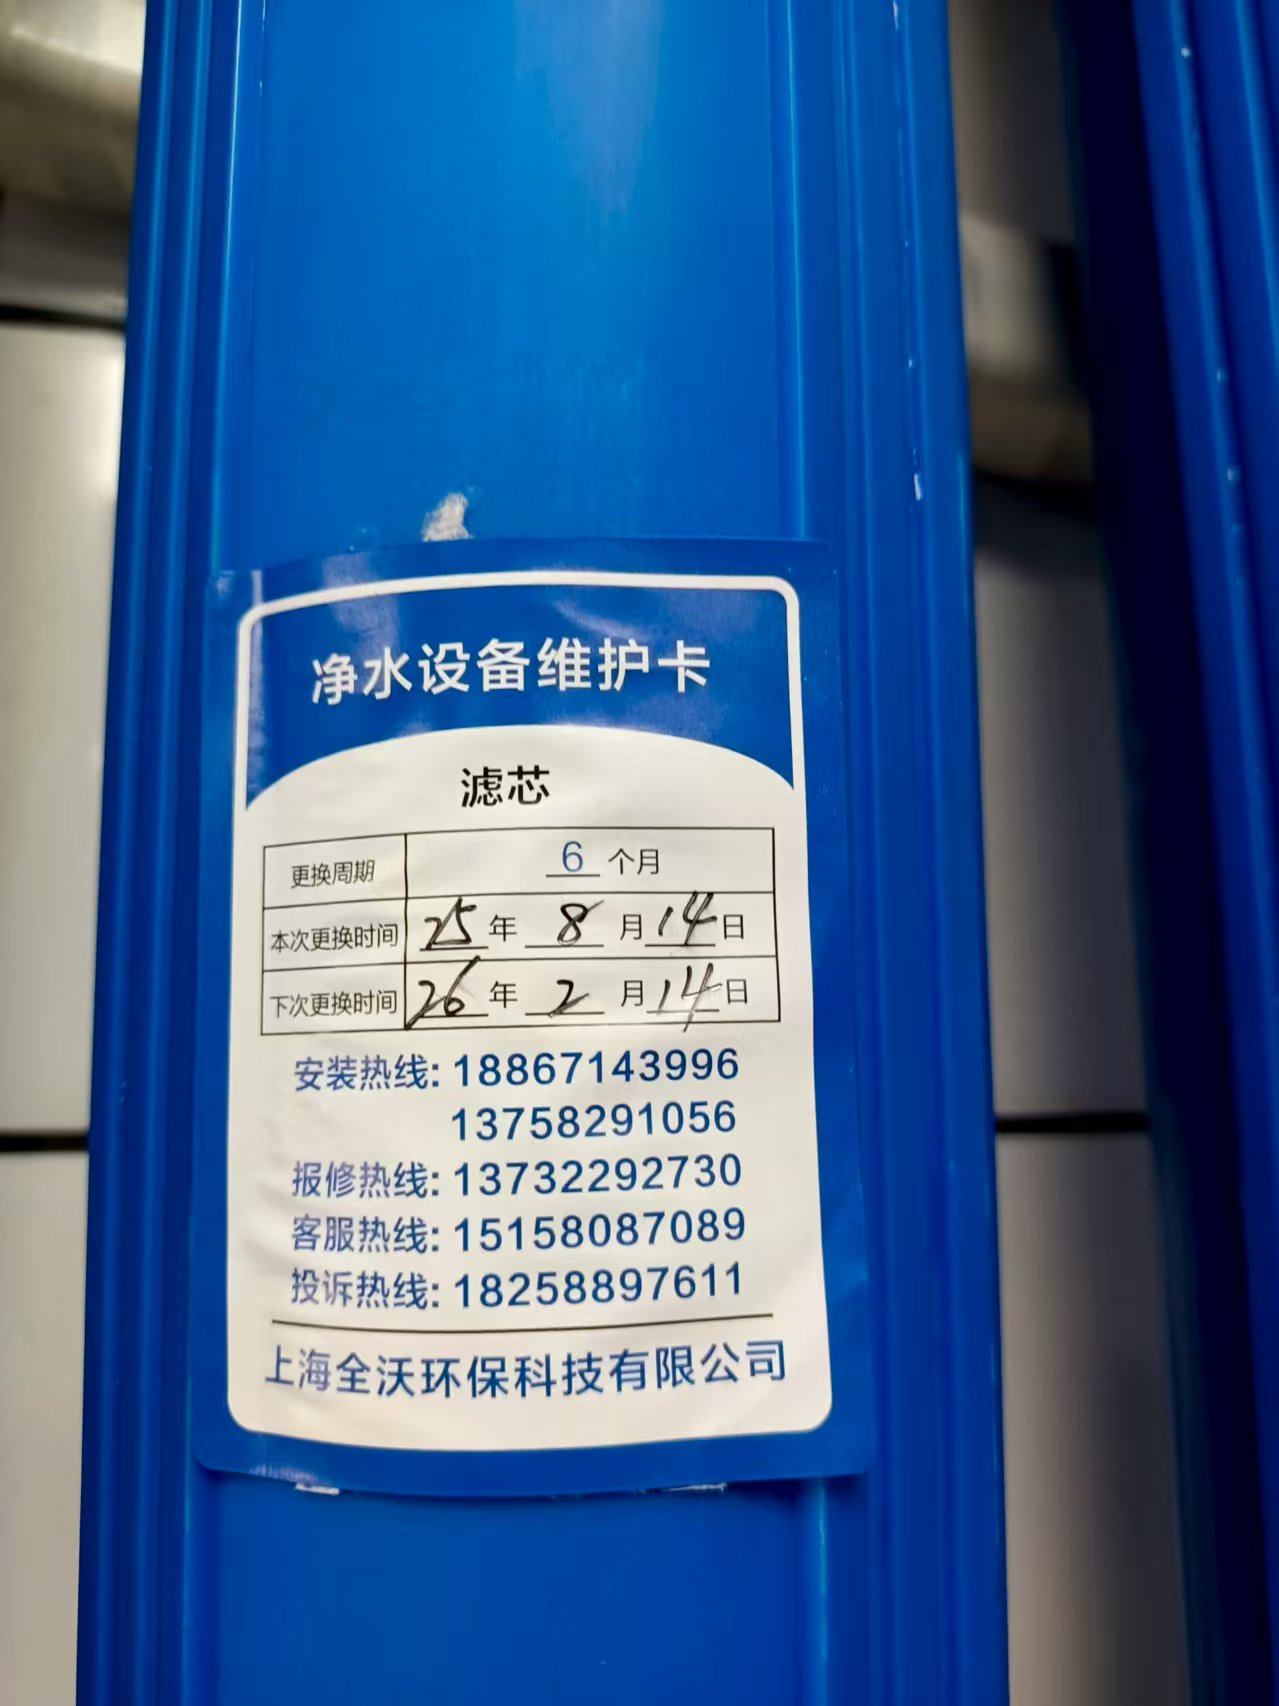 净水设备维护卡
滤芯
更换周期 6 个月
本次更换时间 25 年 8 月 14 日
下次更换时间 26 年 2 月 14 日
安装热线: 18867143996
13758291056
报修热线: 13732292730
客服热线: 15158087089
投诉热线: 18258897611
上海全沃环保科技有限公司